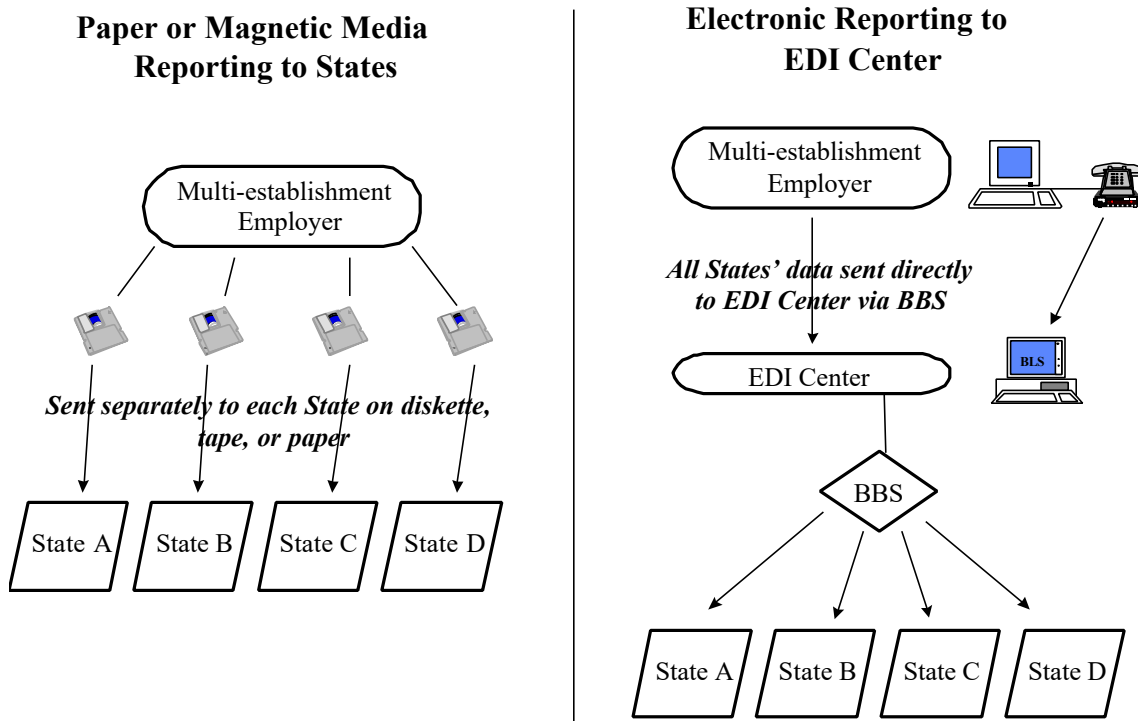 Paper or Magnetic Media
Reporting to States
Multi-establishment
Employer
Sent separately to each State on diskette,
tape, or paper
State A
State B
State C
State D
Electronic Reporting to
EDI Center
Multi-establishment
Employer
All States’ data sent directly
to EDI Center via BBS
BLS
EDI Center
BBS
State A
State B
State C
State D